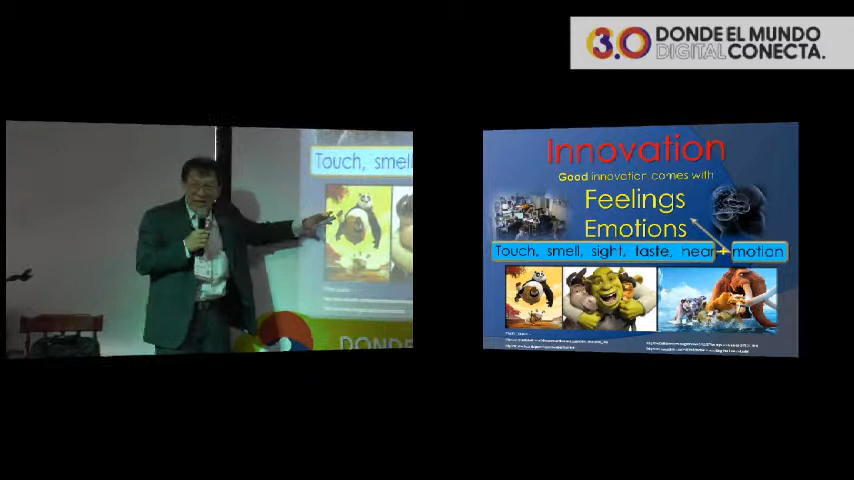 3.0 DONDE EL MUNDO
DIGITAL CONECTA.
Touch, smell
DONDE
Innovation
Good innovation comes with
Feelings
Emotions
Touch, smell, sight, taste, hear + motion